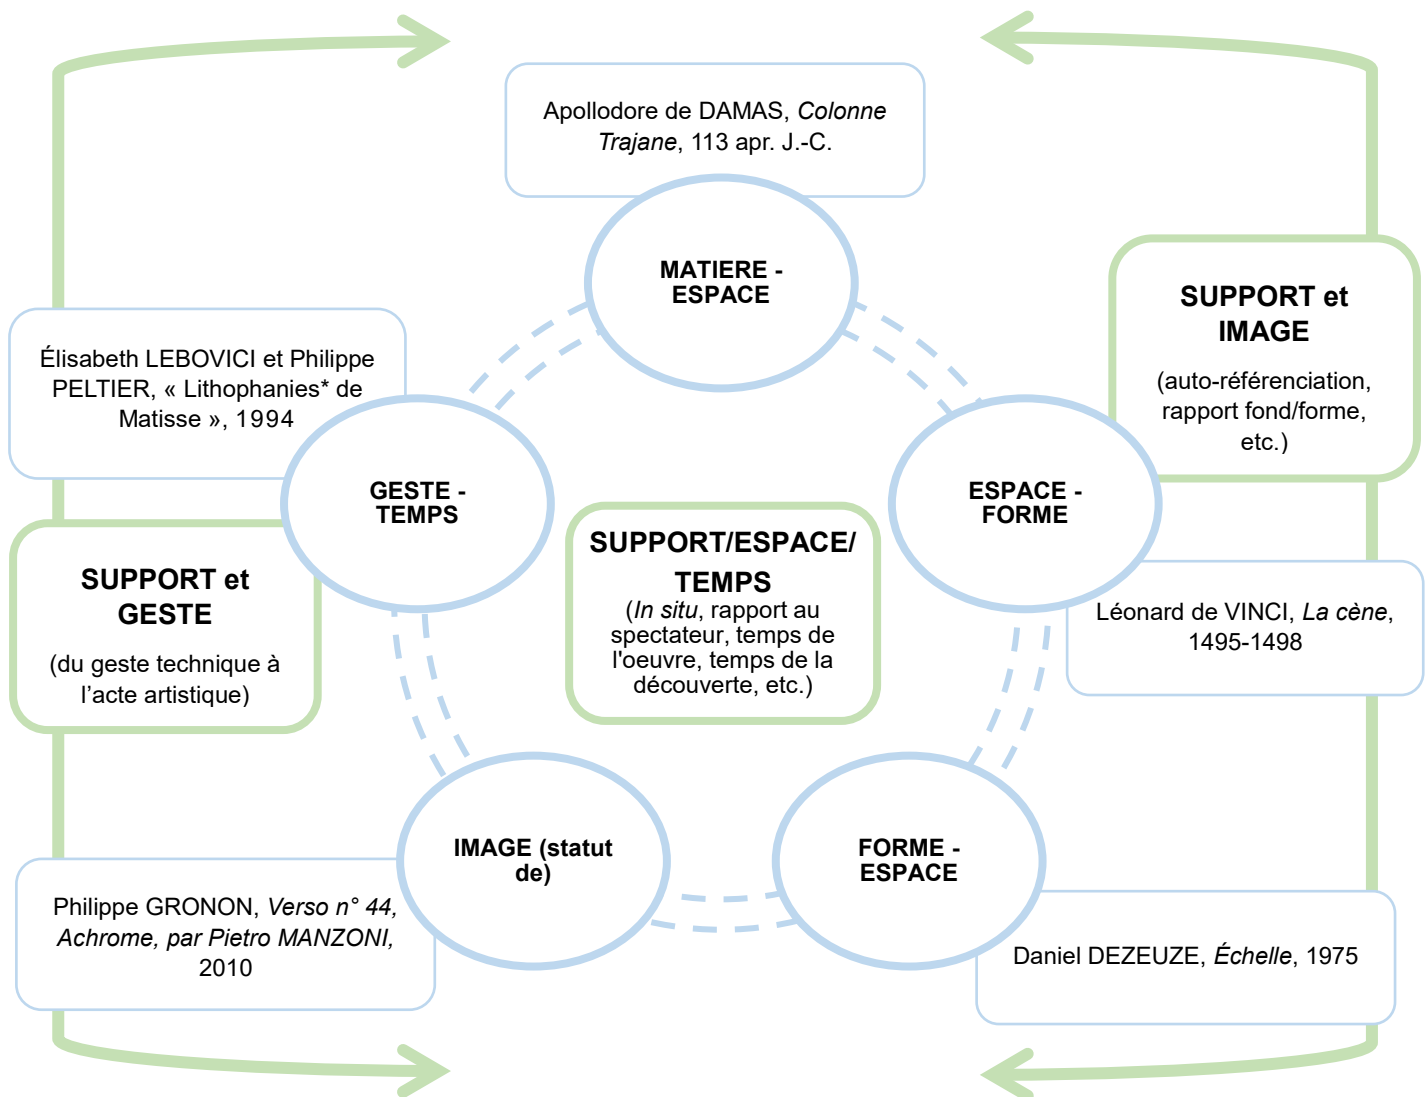 Apollodore de DAMAS, Colonne
Trajane, 113 apr. J.-C.
MATIERE -
ESPACE
SUPPORT et
IMAGE
(auto-référenciation,
rapport fond/forme,
etc.)
Élisabeth LEBOVICI et Philippe
PELTIER, « Lithophanies* de
Matisse », 1994
GESTE -
TEMPS
ESPACE -
FORME
SUPPORT/ESPACE/
TEMPS
(In situ, rapport au
spectateur, temps de
l'oeuvre, temps de la
découverte, etc.)
SUPPORT et
GESTE
(du geste technique à
l’acte artistique)
Léonard de VINCI, La cène,
1495-1498
IMAGE (statut
de)
FORME -
ESPACE
Philippe GRONON, Verso n° 44,
Achrome, par Pietro MANZONI,
2010
Daniel DEZEUZE, Échelle, 1975